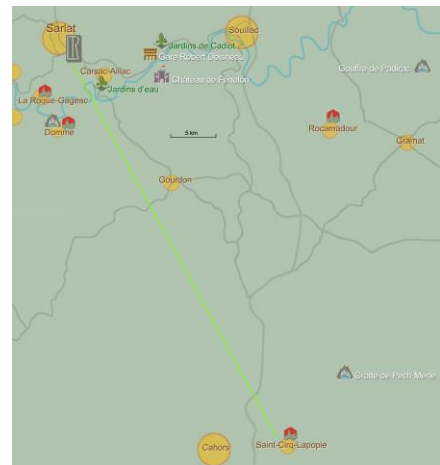 Sarlat
R
Jardins de Cadiot
Gare Robert Doisneau
Souillac
Carsac-Aillac
Château de Fénelon
Jardins d'eau
Gouffre de Padirac
La Roque-Gageac
Domme
5 km
Rocamadour
Gramat
Gourdon
Grotte de Pech Merle
Saint-Cirq-Lapopie
Cahors